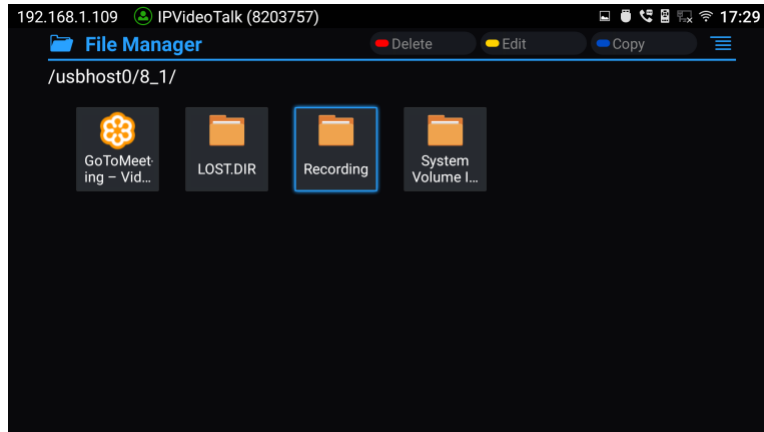 192.168.1.109 IPVideoTalk (8203757) 17:29
File Manager Delete Edit Copy
/usbhost0/8_1/
GoToMeet-
ing – Vid...
LOST.DIR
Recording
System
Volume I...